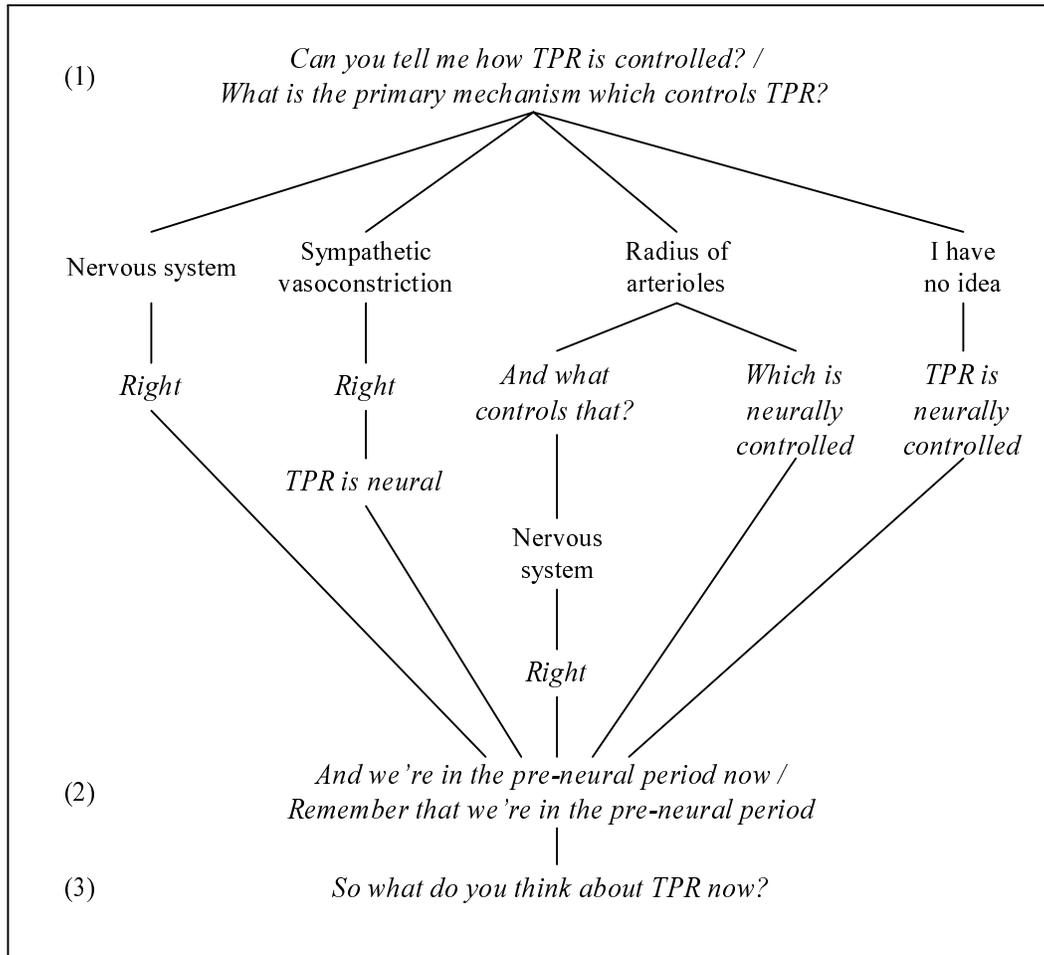 (1)
Can you tell me how TPR is controlled? /
What is the primary mechanism which controls TPR?
Nervous system
Sympathetic
vasoconstriction
Radius of
arterioles
I have
no idea
Right
Right
And what
controls that?
Which is
neurally
controlled
TPR is
neurally
controlled
TPR is neural
Nervous
system
Right
(2)
And we’re in the pre-neural period now /
Remember that we’re in the pre-neural period
(3)
So what do you think about TPR now?